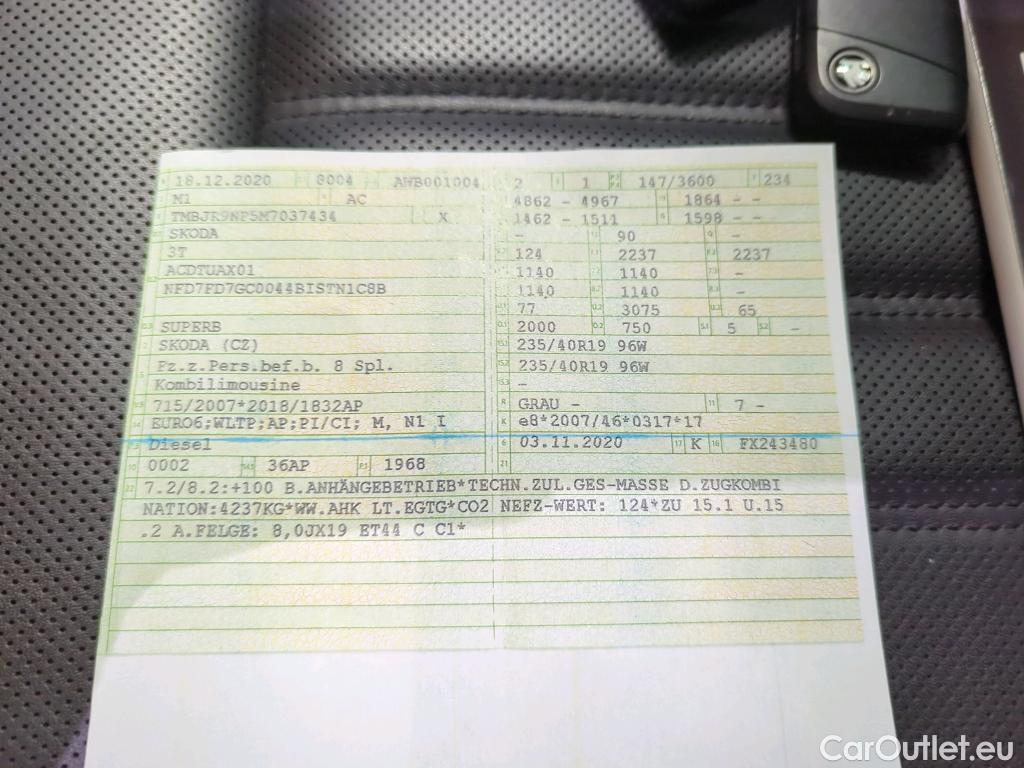 18.12.2020 8004 AWB001004 2 1 147/3600 234
M1 AC 4862 - 4967 1864 - -
TMBJR9NP5M7037434 X 1462 - 1511 1598 - -
SKODA - 90 -
3T 124 2237 2237
ACDTUAX01 1140 1140 -
NFD7FD7GC0044BISTN1C8B 1140 1140 -
77 3075 65
SUPERB 2000 750 5 -
SKODA (CZ) 235/40R19 96W
Fz.z.Pers.bef.b. 8 Spl. 235/40R19 96W
Kombilimousine -
715/2007*2018/1832AP GRAU - 7 -
EURO6;WLTP;AP;PI/CI; M, N1 I e8*2007/46*0317*17
Diesel 03.11.2020 K FX243480
0002 36AP 1968
7.2/8.2:+100 B.ANHÄNGEBETRIEB*TECHN.ZUL.GES-MASSE D.ZUGKOMBI
NATION:4237KG*WW.AHK LT.EGTG*CO2 NEFZ-WERT: 124*ZU 15.1 U.15
.2 A.FELGE: 8,0JX19 ET44 C C1*
CarOutlet.eu